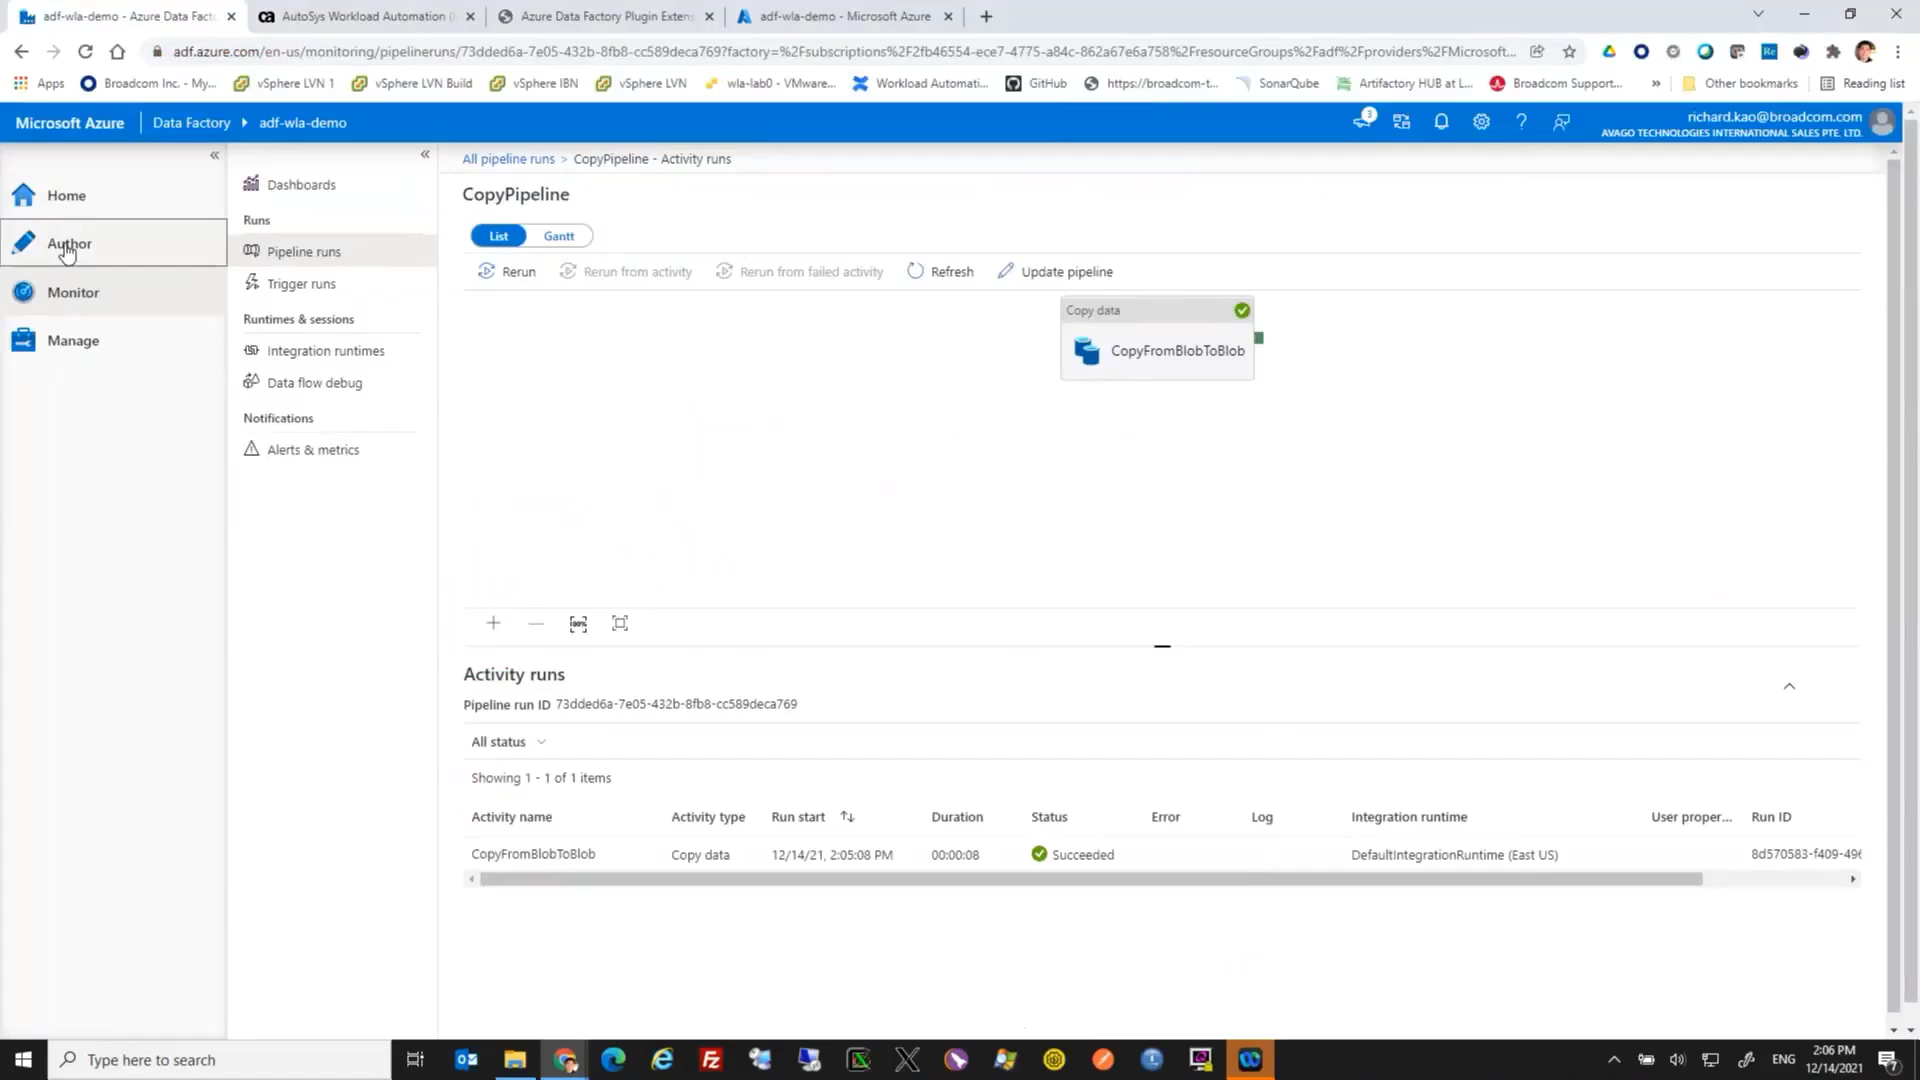 adf-wla-demo - Azure Data Fact
AutoSys Workload Automation (
Azure Data Factory Plugin Exten
adf-wla-demo - Microsoft Azure
adf.azure.com/en-us/monitoring/pipelineruns/73dded6a-7e05-432b-8fb8-cc589deca769?factory=%2Fsubscriptions%2F2fb46554-ece7-4775-a84c-862a67e6a758%2FresourceGroups%2Fadf%2Fproviders%2FMicrosoft...
Apps
Broadcom Inc. - My...
vSphere LVN 1
vSphere LVN Build
vSphere IBN
vSphere LVN
wla-lab0 - VMware...
Workload Automati...
GitHub
https://broadcom-t...
SonarQube
Artifactory HUB at L...
Broadcom Support...
»
Other bookmarks
Reading list
Microsoft Azure
Data Factory
adf-wla-demo
3
richard.kao@broadcom.com
AVAGO TECHNOLOGIES INTERNATIONAL SALES PTE. LTD.
Home
Author
Monitor
Manage
Dashboards
Runs
Pipeline runs
Trigger runs
Runtimes & sessions
Integration runtimes
Data flow debug
Notifications
Alerts & metrics
All pipeline runs > CopyPipeline - Activity runs
CopyPipeline
List
Gantt
Rerun
Rerun from activity
Rerun from failed activity
Refresh
Update pipeline
Copy data
CopyFromBlobToBlob
Activity runs
Pipeline run ID 73dded6a-7e05-432b-8fb8-cc589deca769
All status
Showing 1 - 1 of 1 items
Activity name Activity type Run start Duration Status Error Log Integration runtime User proper... Run ID
CopyFromBlobToBlob Copy data 12/14/21, 2:05:08 PM 00:00:08 Succeeded DefaultIntegrationRuntime (East US) 8d570583-f409-496
Type here to search
ENG
2:06 PM
12/14/2021